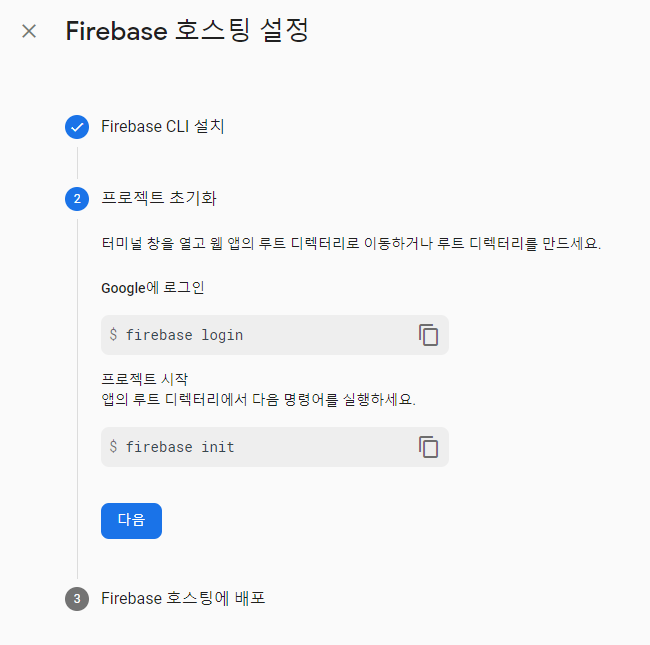 Firebase 호스팅 설정
Firebase CLI 설치
2 프로젝트 초기화
터미널 창을 열고 웹 앱의 루트 디렉터리로 이동하거나 루트 디렉터리를 만드세요.
Google에 로그인
$ firebase login
프로젝트 시작
앱의 루트 디렉터리에서 다음 명령어를 실행하세요.
$ firebase init
다음
3 Firebase 호스팅에 배포